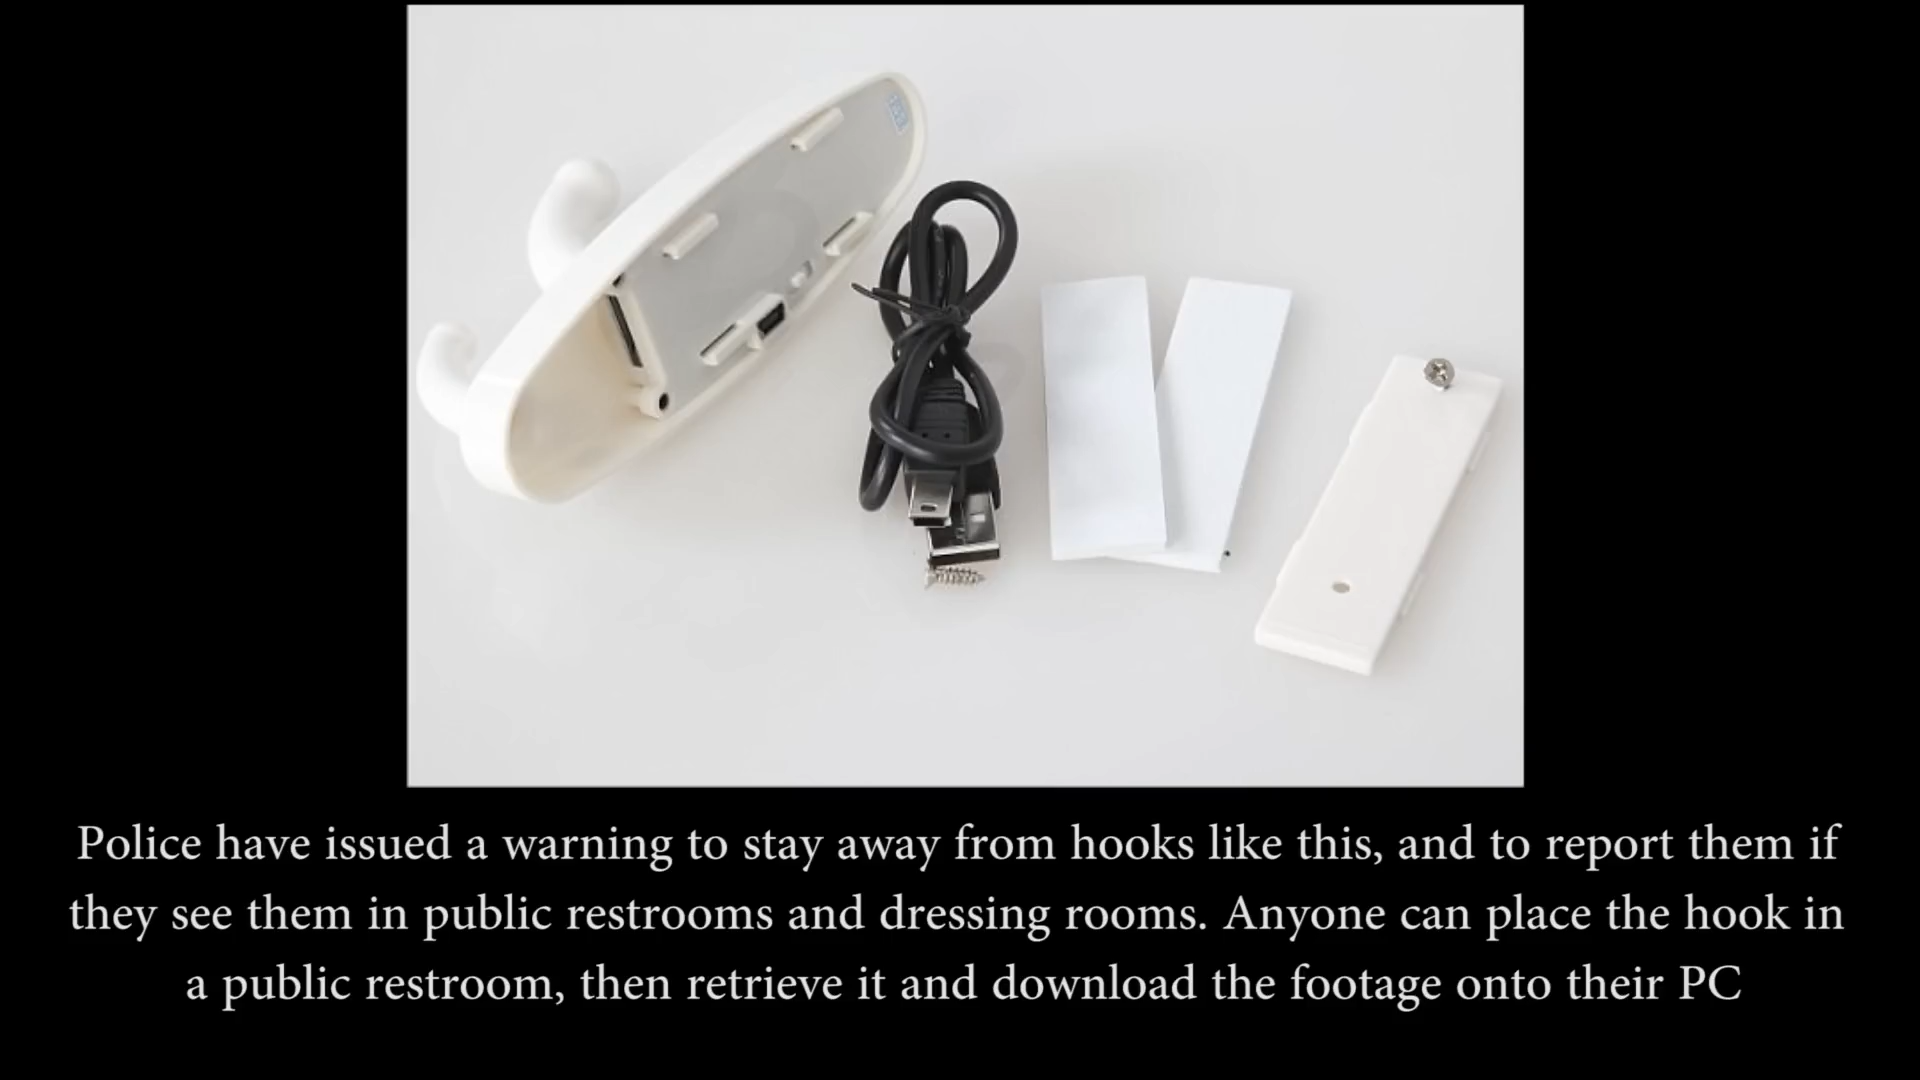 Police have issued a warning to stay away from hooks like this, and to report them if
they see them in public restrooms and dressing rooms. Anyone can place the hook in
a public restroom, then retrieve it and download the footage onto their PC